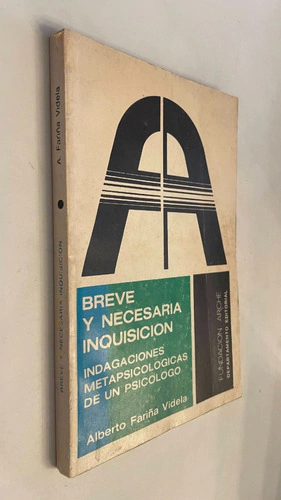 A. Fariña Videla
BREVE Y NECESARIA INQUISICION
BREVE
Y NECESARIA
INQUISICION
INDAGACIONES
METAPSICOLOGICAS
DE UN PSICOLOGO
Alberto Fariña Videla
FUNDACION ARCHE
DEPARTAMENTO EDITORIAL